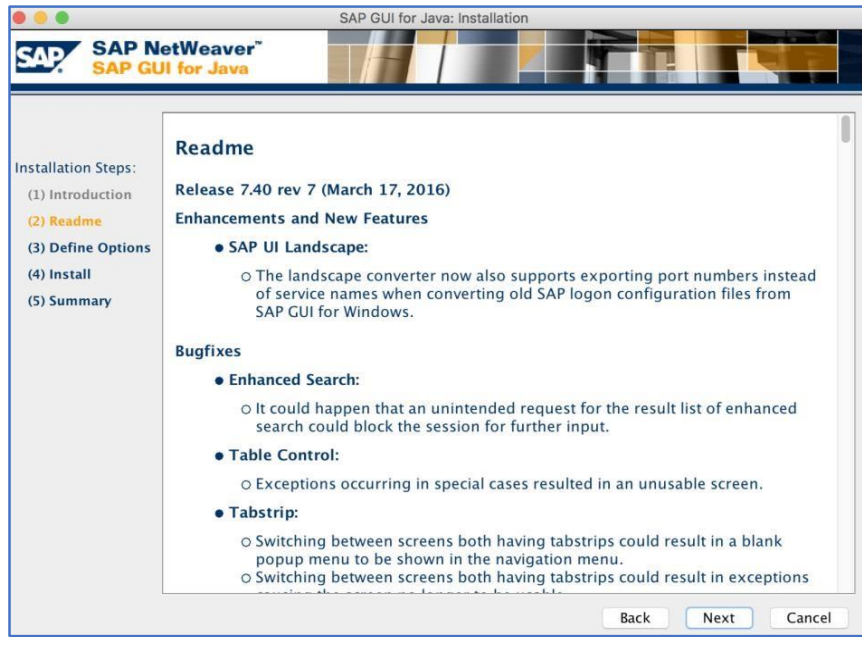 SAP GUI for Java: Installation
SAP
SAP NetWeaver™
SAP GUI for Java
Installation Steps:
(1) Introduction
(2) Readme
(3) Define Options
(4) Install
(5) Summary
Readme
Release 7.40 rev 7 (March 17, 2016)
Enhancements and New Features
● SAP UI Landscape:
○ The landscape converter now also supports exporting port numbers instead
of service names when converting old SAP logon configuration files from
SAP GUI for Windows.
Bugfixes
● Enhanced Search:
○ It could happen that an unintended request for the result list of enhanced
search could block the session for further input.
● Table Control:
○ Exceptions occurring in special cases resulted in an unusable screen.
● Tabstrip:
○ Switching between screens both having tabstrips could result in a blank
popup menu to be shown in the navigation menu.
○ Switching between screens both having tabstrips could result in exceptions
Back Next Cancel